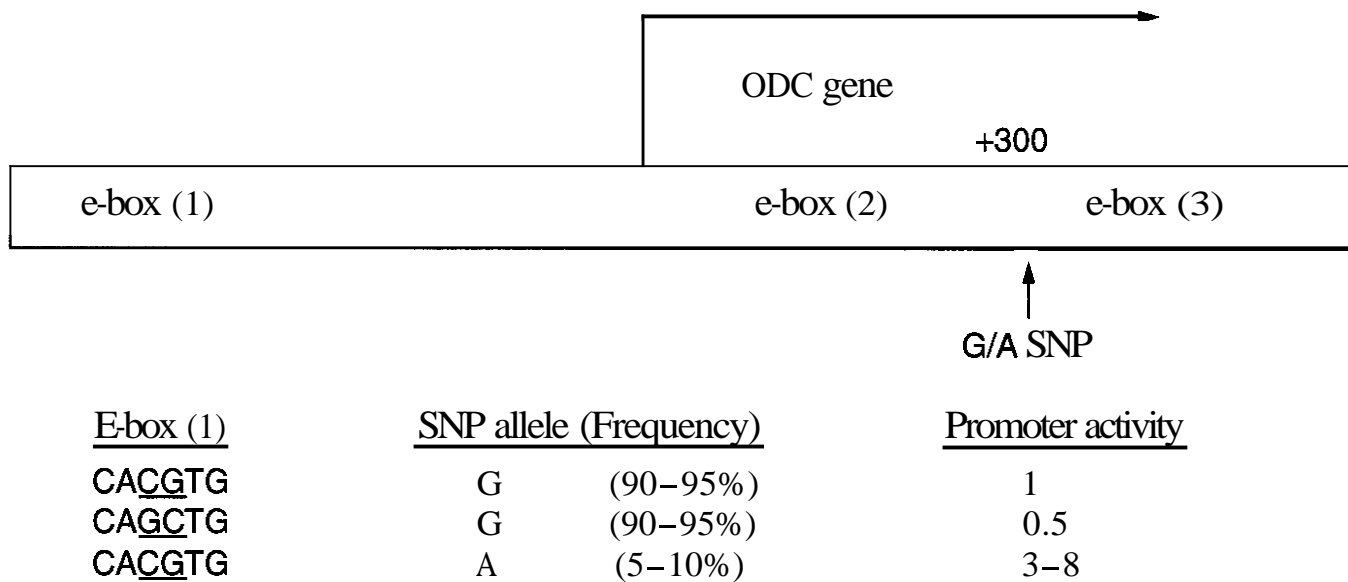 ODC gene
+300
e-box (1) e-box (2) e-box (3)
G/A SNP
E-box (1) SNP allele (Frequency) Promoter activity
CACGTG G (90–95%) 1
CAGCTG G (90–95%) 0.5
CACGTG A (5–10%) 3–8